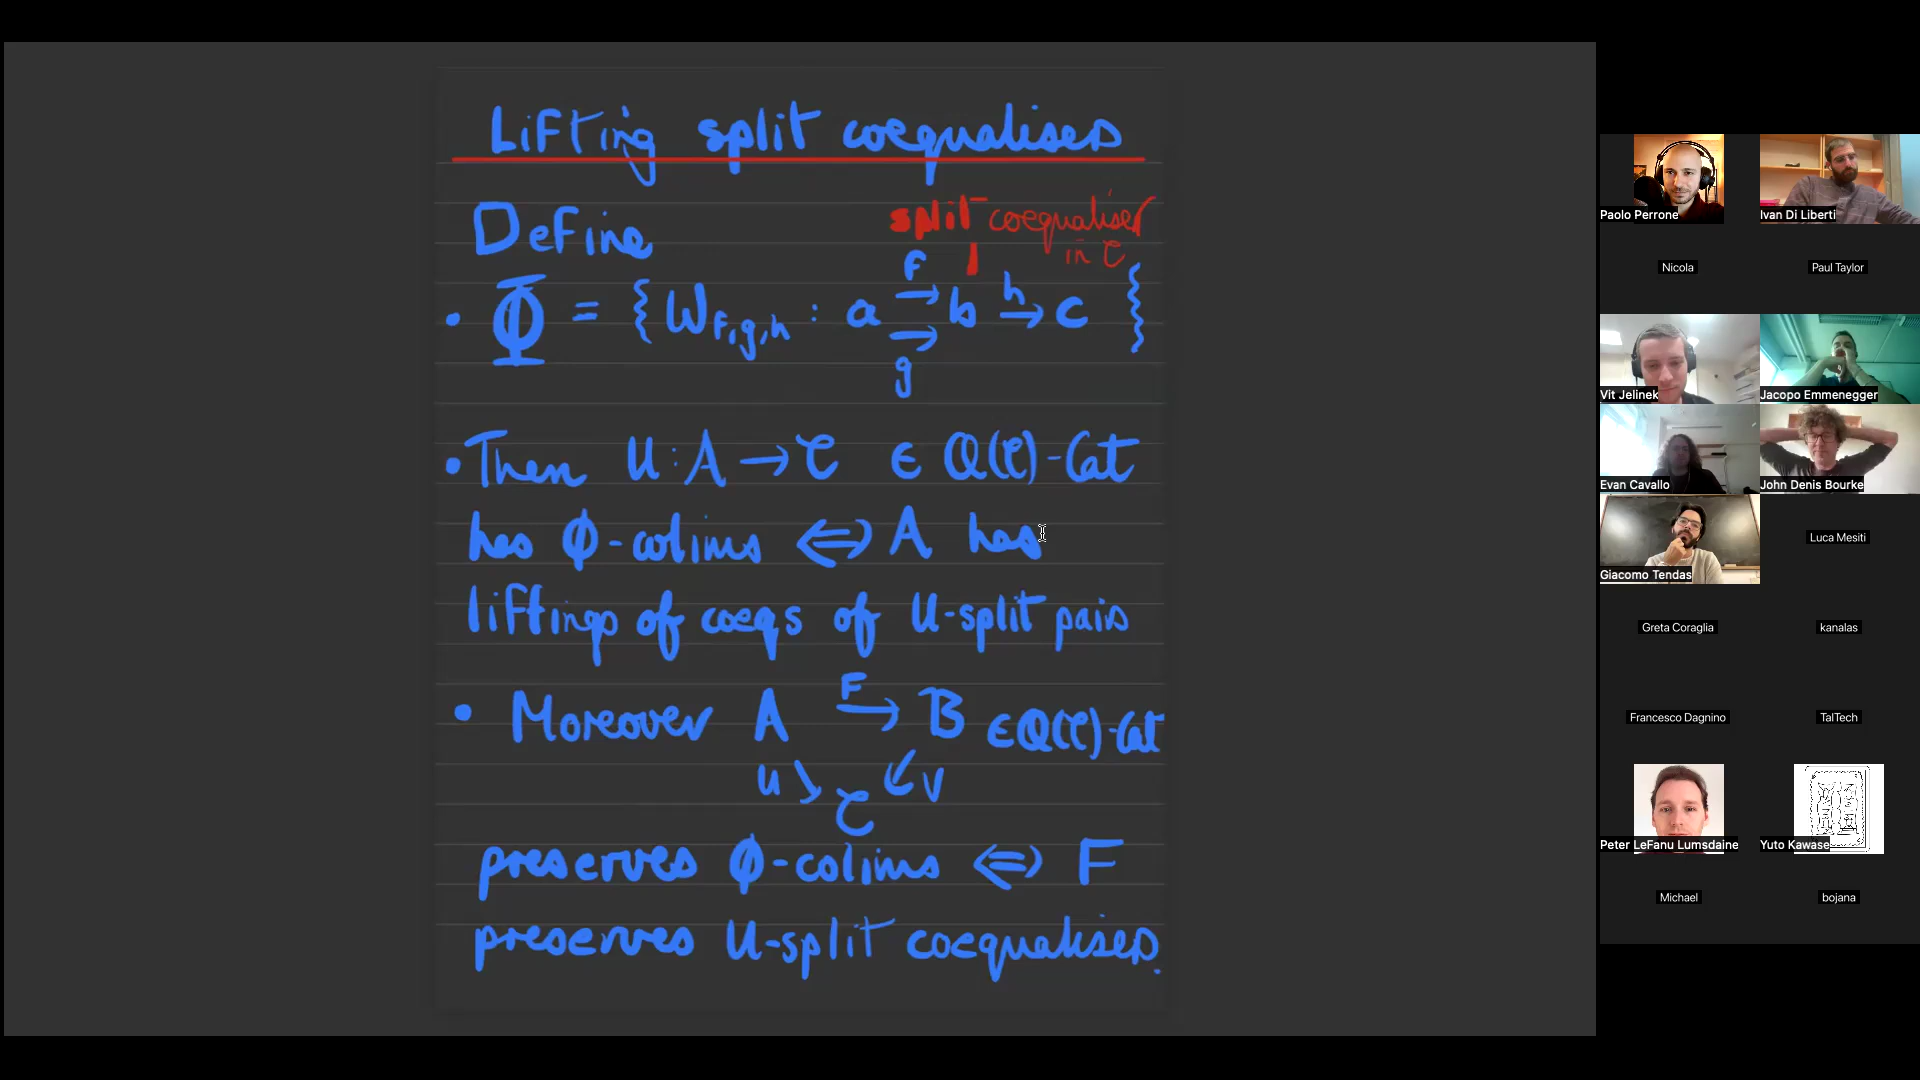 Lifting split coequalisers
Define
split coequaliser
in C
• Φ = { W_{f,g,h} : a ⇉ b → c }
f
h
g
• Then U : A → C ∈ Q(C)-Cat
has Φ-colims ⇔ A has
liftings of coeqs of U-split pairs
• Moreover A → B ∈ Q(C)-Cat
F
U ↘ ↙ V
C
preserves Φ-colims ⇔ F
preserves U-split coequalisers.
Paolo Perrone
Ivan Di Liberti
Nicola
Paul Taylor
Vit Jelinek
Jacopo Emmenegger
Evan Cavallo
John Denis Bourke
Giacomo Tendas
Luca Mesiti
Greta Coraglia
kanalas
Francesco Dagnino
TalTech
Peter LeFanu Lumsdaine
Yuto Kawase
Michael
bojana